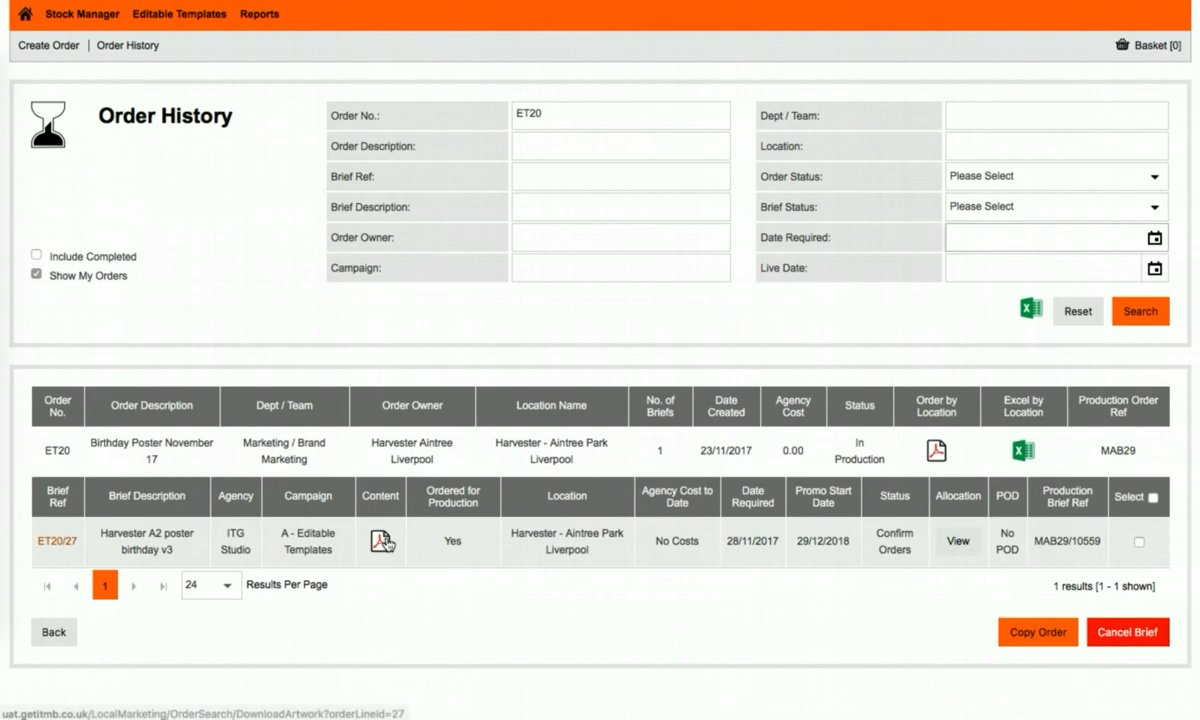 Stock Manager Editable Templates Reports
Create Order | Order History
Basket [0]
Order History
Include Completed
Show My Orders
Order No.: ET20
Order Description:
Brief Ref:
Brief Description:
Order Owner:
Campaign:
Dept / Team:
Location:
Order Status: Please Select
Brief Status: Please Select
Date Required:
Live Date:
Reset Search
Order No. Order Description Dept / Team Order Owner Location Name No. of Briefs Date Created Agency Cost Status Order by Location Excel by Location Production Order Ref
ET20 Birthday Poster November 17 Marketing / Brand Marketing Harvester Aintree Liverpool Harvester - Aintree Park Liverpool 1 23/11/2017 0.00 In Production MAB29
Brief Ref Brief Description Agency Campaign Content Ordered for Production Location Agency Cost to Date Date Required Promo Start Date Status Allocation POD Production Brief Ref Select
ET20/27 Harvester A2 poster birthday v3 ITG Studio A - Editable Templates Yes Harvester - Aintree Park Liverpool No Costs 28/11/2017 29/12/2018 Confirm Orders View No POD MAB29/10559
1 24 Results Per Page 1 results [1 - 1 shown]
Back Copy Order Cancel Brief
uat.getitmb.co.uk/LocalMarketing/OrderSearch/DownloadArtwork?orderLineId=27